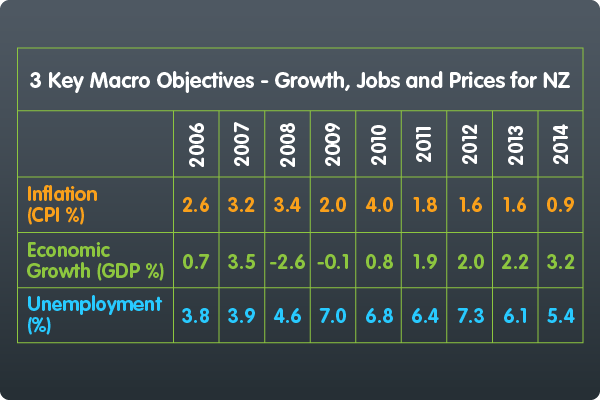 3 Key Macro Objectives - Growth, Jobs and Prices for NZ
2006 2007 2008 2009 2010 2011 2012 2013 2014
Inflation
(CPI %) 2.6 3.2 3.4 2.0 4.0 1.8 1.6 1.6 0.9
Economic
Growth (GDP %) 0.7 3.5 -2.6 -0.1 0.8 1.9 2.0 2.2 3.2
Unemployment
(%) 3.8 3.9 4.6 7.0 6.8 6.4 7.3 6.1 5.4